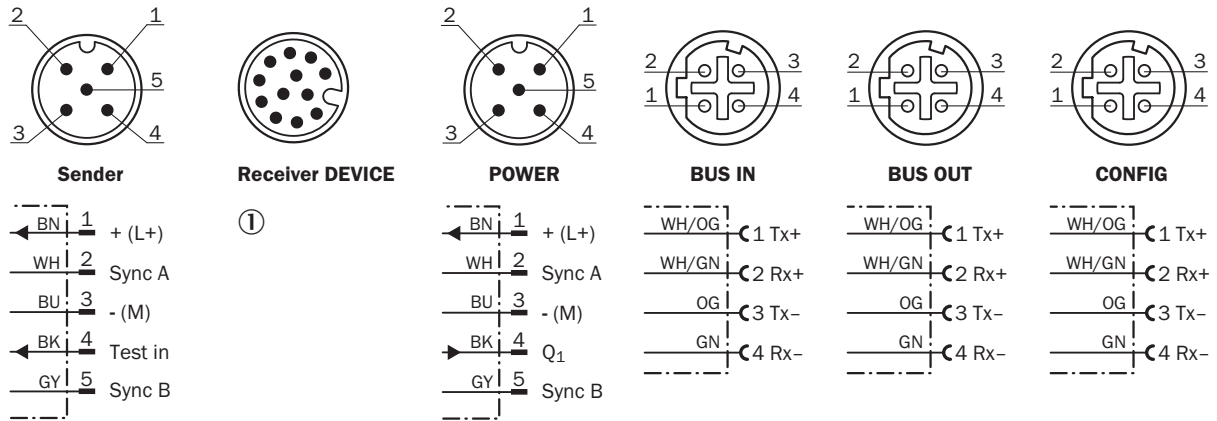 2 1 2 1 2 3 2 3 2 3
5 5 1 4 1 4 1 4
3 4 3 4
Sender Receiver DEVICE POWER BUS IN BUS OUT CONFIG
BN 1 + (L+) ① BN 1 + (L+) WH/OG 1 Tx+ WH/OG 1 Tx+ WH/OG 1 Tx+
WH 2 Sync A WH 2 Sync A WH/GN 2 Rx+ WH/GN 2 Rx+ WH/GN 2 Rx+
BU 3 - (M) BU 3 - (M) OG 3 Tx– OG 3 Tx– OG 3 Tx–
BK 4 Test in BK 4 Q₁ GN 4 Rx– GN 4 Rx– GN 4 Rx–
GY 5 Sync B GY 5 Sync B